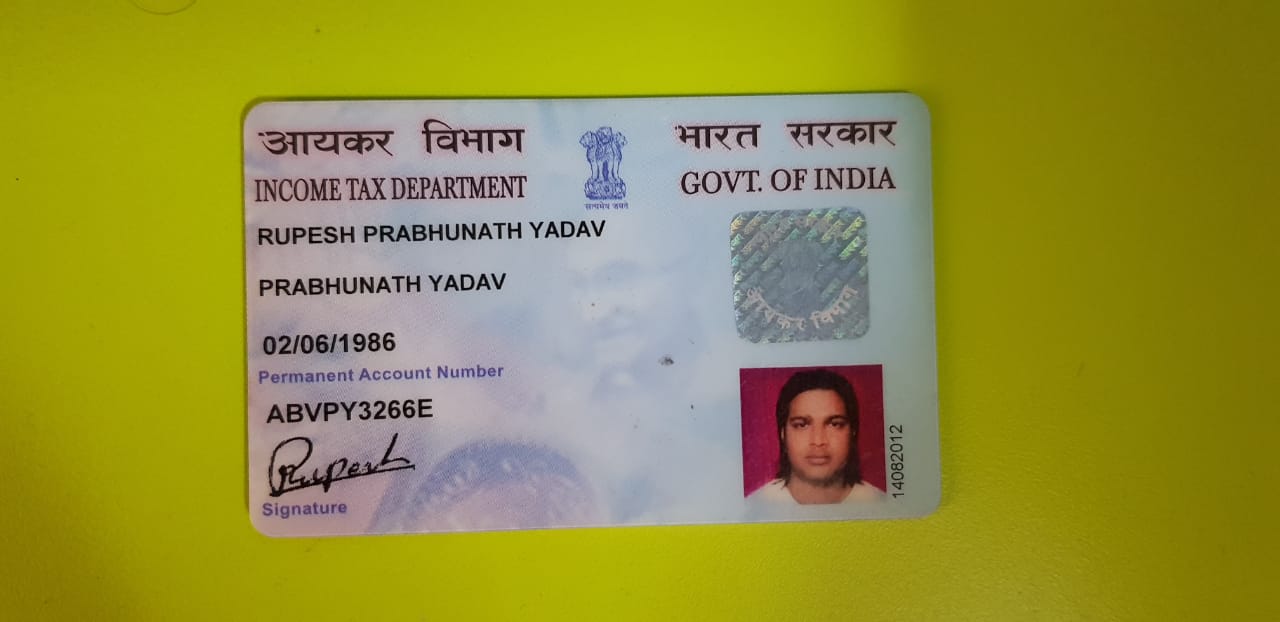 आयकर विभाग
भारत सरकार
INCOME TAX DEPARTMENT
GOVT. OF INDIA
सत्यमेव जयते
RUPESH PRABHUNATH YADAV
PRABHUNATH YADAV
02/06/1986
Permanent Account Number
ABVPY3266E
Rupesh
Signature
आयकर विभाग
14082012